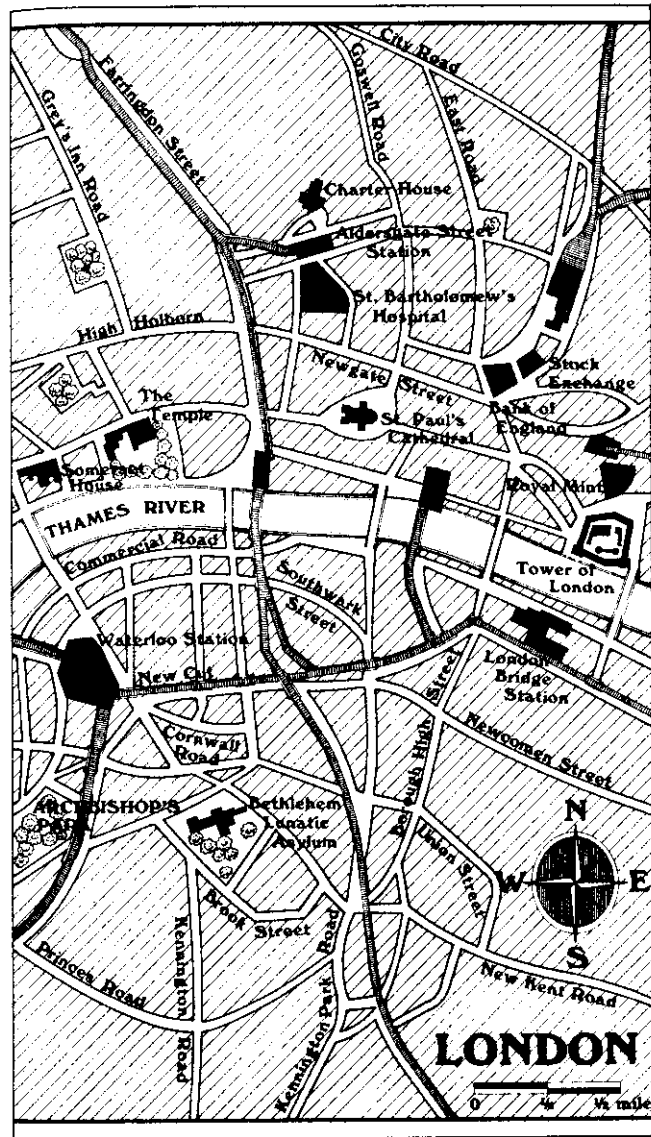 City Road
Farringdon Street
Goswell Road
Grey's Inn Road
East Road
Charter House
Aldersgate Street
Station
St. Bartholomew's
Hospital
High Holborn
Newgate Street
Stock
Exchange
The
Temple
St. Paul's
Cathedral
Bank of
England
Somerset
House
Royal Mint
THAMES RIVER
Commercial Road
Tower of
London
Southwark
Street
Waterloo Station
New Cut
London
Bridge
Station
Borough High Street
Newcomen Street
Cornwall
Road
ARCHBISHOP'S
PARK
Bethlehem
Lunatic
Asylum
Union Street
N
W
E
S
Brook Street
Princes Road
Kennington Road
Kennington Park Road
New Kent Road
LONDON
0 ¼ ½ mile